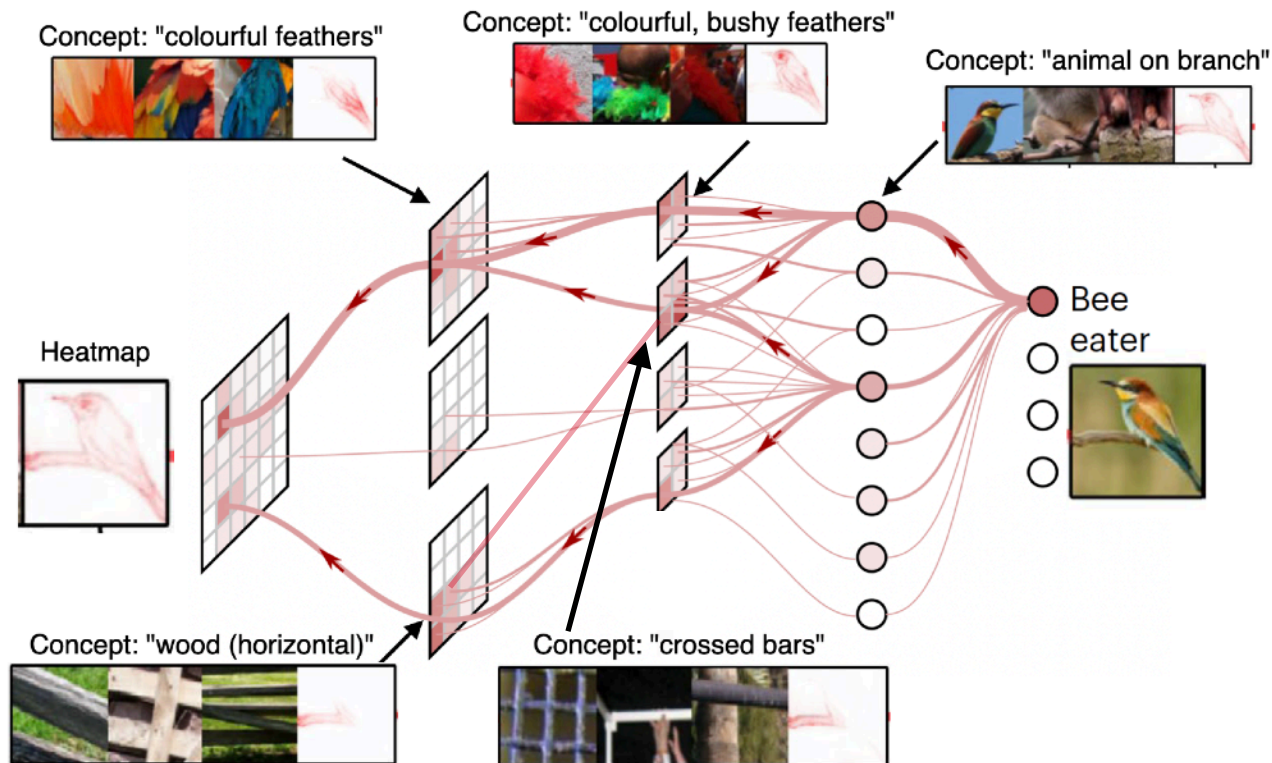 Concept: "colourful feathers"
Concept: "colourful, bushy feathers"
Concept: "animal on branch"
Heatmap
Bee
eater
Concept: "wood (horizontal)"
Concept: "crossed bars"